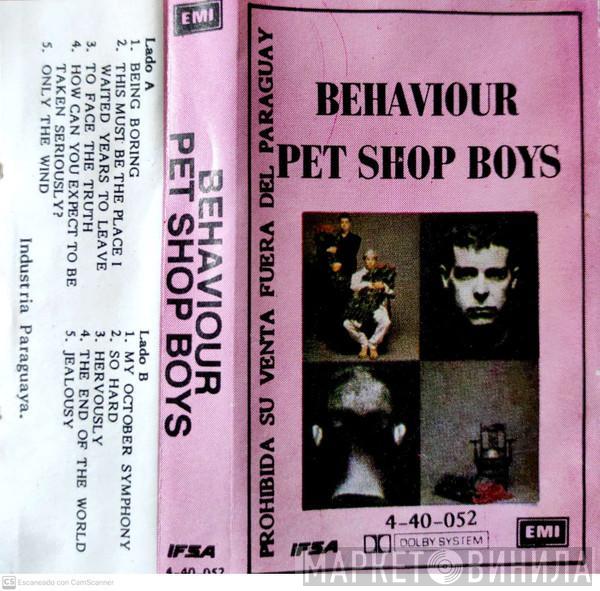 Lado A
1. BEING BORING
2. THIS MUST BE THE PLACE I
WAITED YEARS TO LEAVE
3. TO FACE THE TRUTH
4. HOW CAN YOU EXPECT TO BE
TAKEN SERIOUSLY?
5. ONLY THE WIND
Lado B
1. MY OCTOBER SYMPHONY
2. SO HARD
3. HERVOUSLY
4. THE END OF THE WORLD
5. JEALOUSY
Industria Paraguaya.
EMI
BEHAVIOUR
PET SHOP BOYS
IFSA
4-40-052
PROHIBIDA SU VENTA FUERA DEL PARAGUAY
BEHAVIOUR
PET SHOP BOYS
4-40-052
IFSA
DOLBY SYSTEM
EMI
CS Escaneado con CamScanner
МАРКЕТ ВИНИЛА